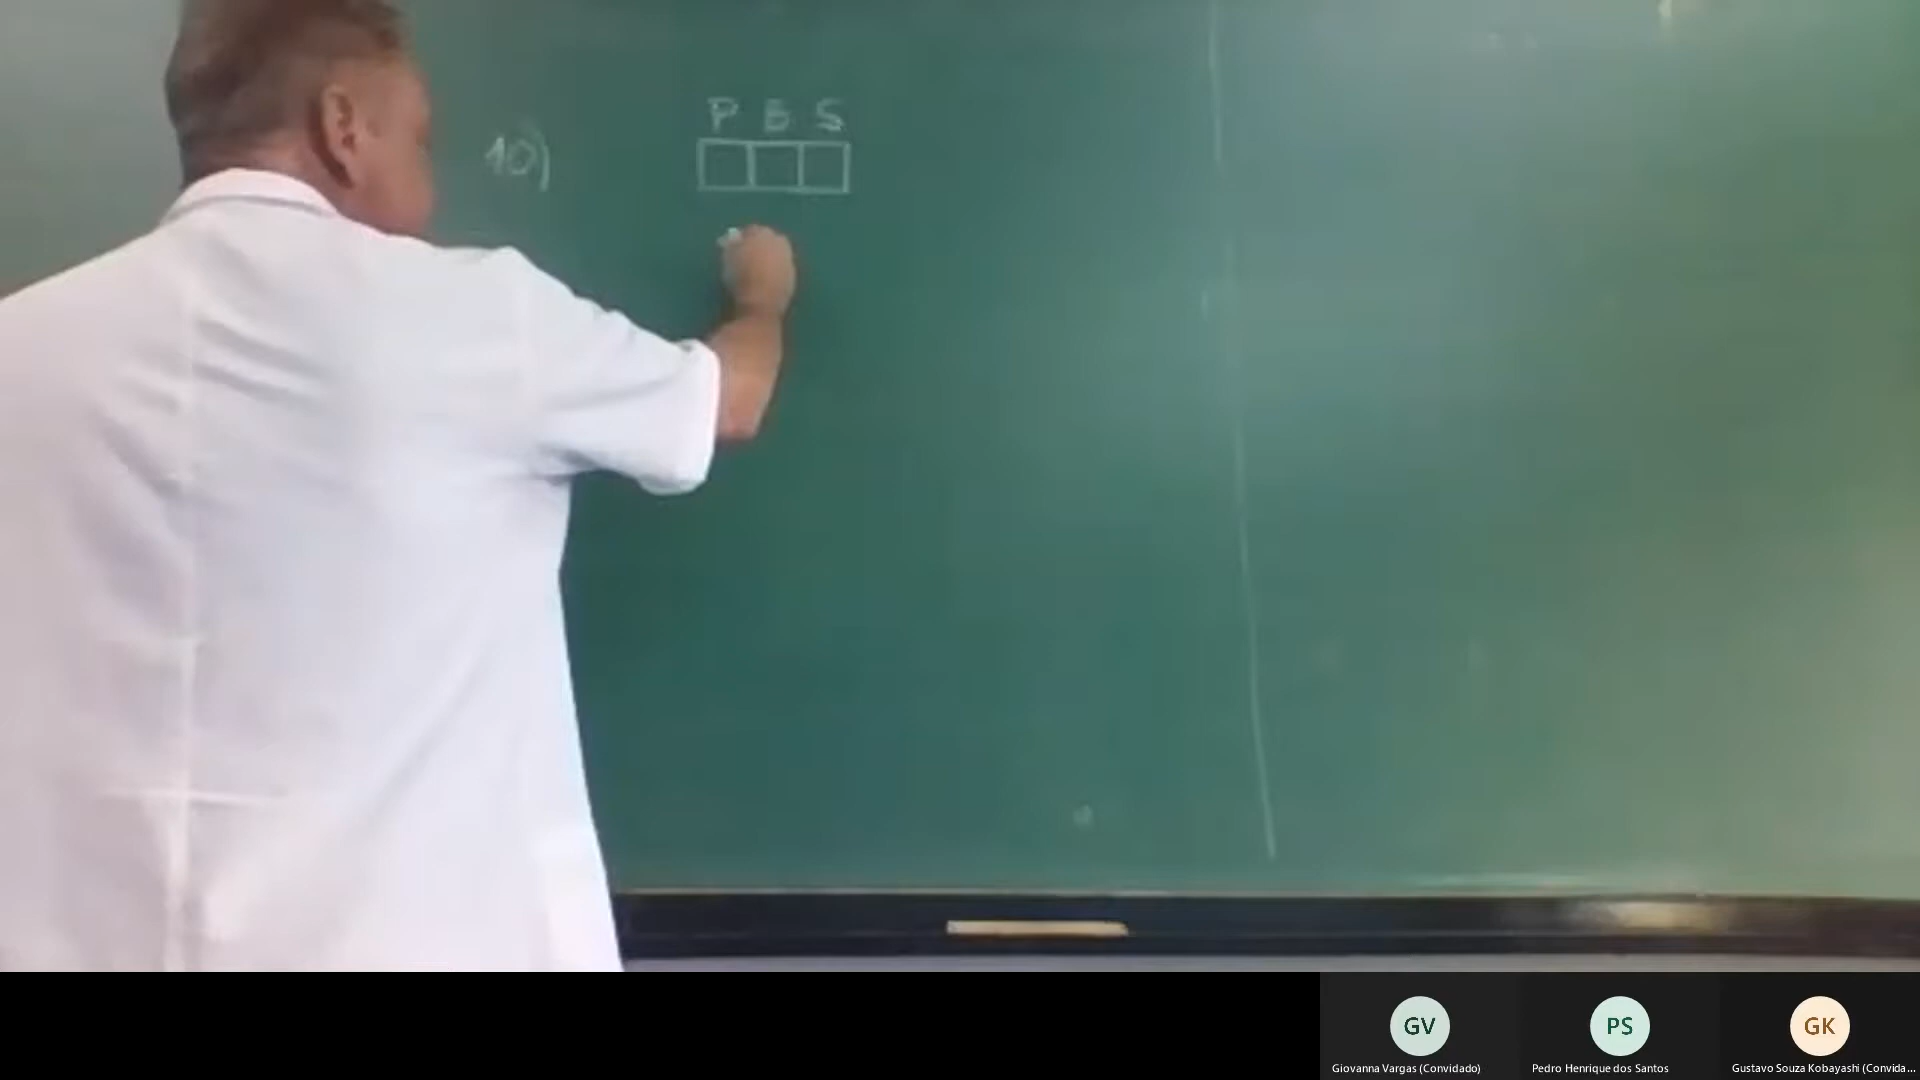 P B S
10)
GV
PS
GK
Giovanna Vargas (Convidado)
Pedro Henrique dos Santos
Gustavo Souza Kobayashi (Convida...